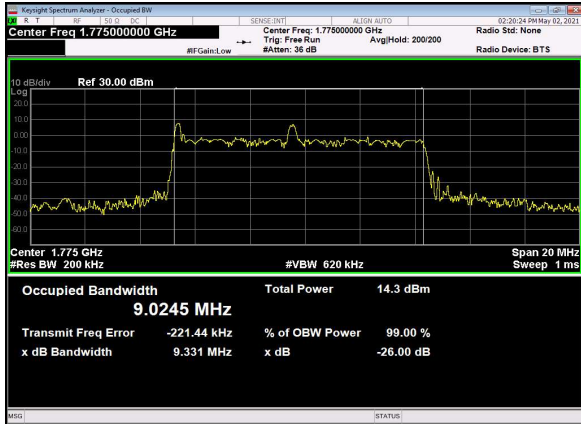 Keysight Spectrum Analyzer - Occupied BW
R T RF 50 Ω DC SENSE:INT ALIGN AUTO 02:20:24 PM May 02, 2021
Center Freq 1.775000000 GHz Center Freq: 1.775000000 GHz Radio Std: None
Trig: Free Run Avg|Hold: 200/200
#IFGain:Low #Atten: 36 dB Radio Device: BTS
10 dB/div Ref 30.00 dBm
Log
20.0
10.0
0.00
-10.0
-20.0
-30.0
-40.0
-50.0
-60.0
Center 1.775 GHz Span 20 MHz
#Res BW 200 kHz #VBW 620 kHz Sweep 1 ms
Occupied Bandwidth Total Power 14.3 dBm
9.0245 MHz
Transmit Freq Error -221.44 kHz % of OBW Power 99.00 %
x dB Bandwidth 9.331 MHz x dB -26.00 dB
MSG STATUS